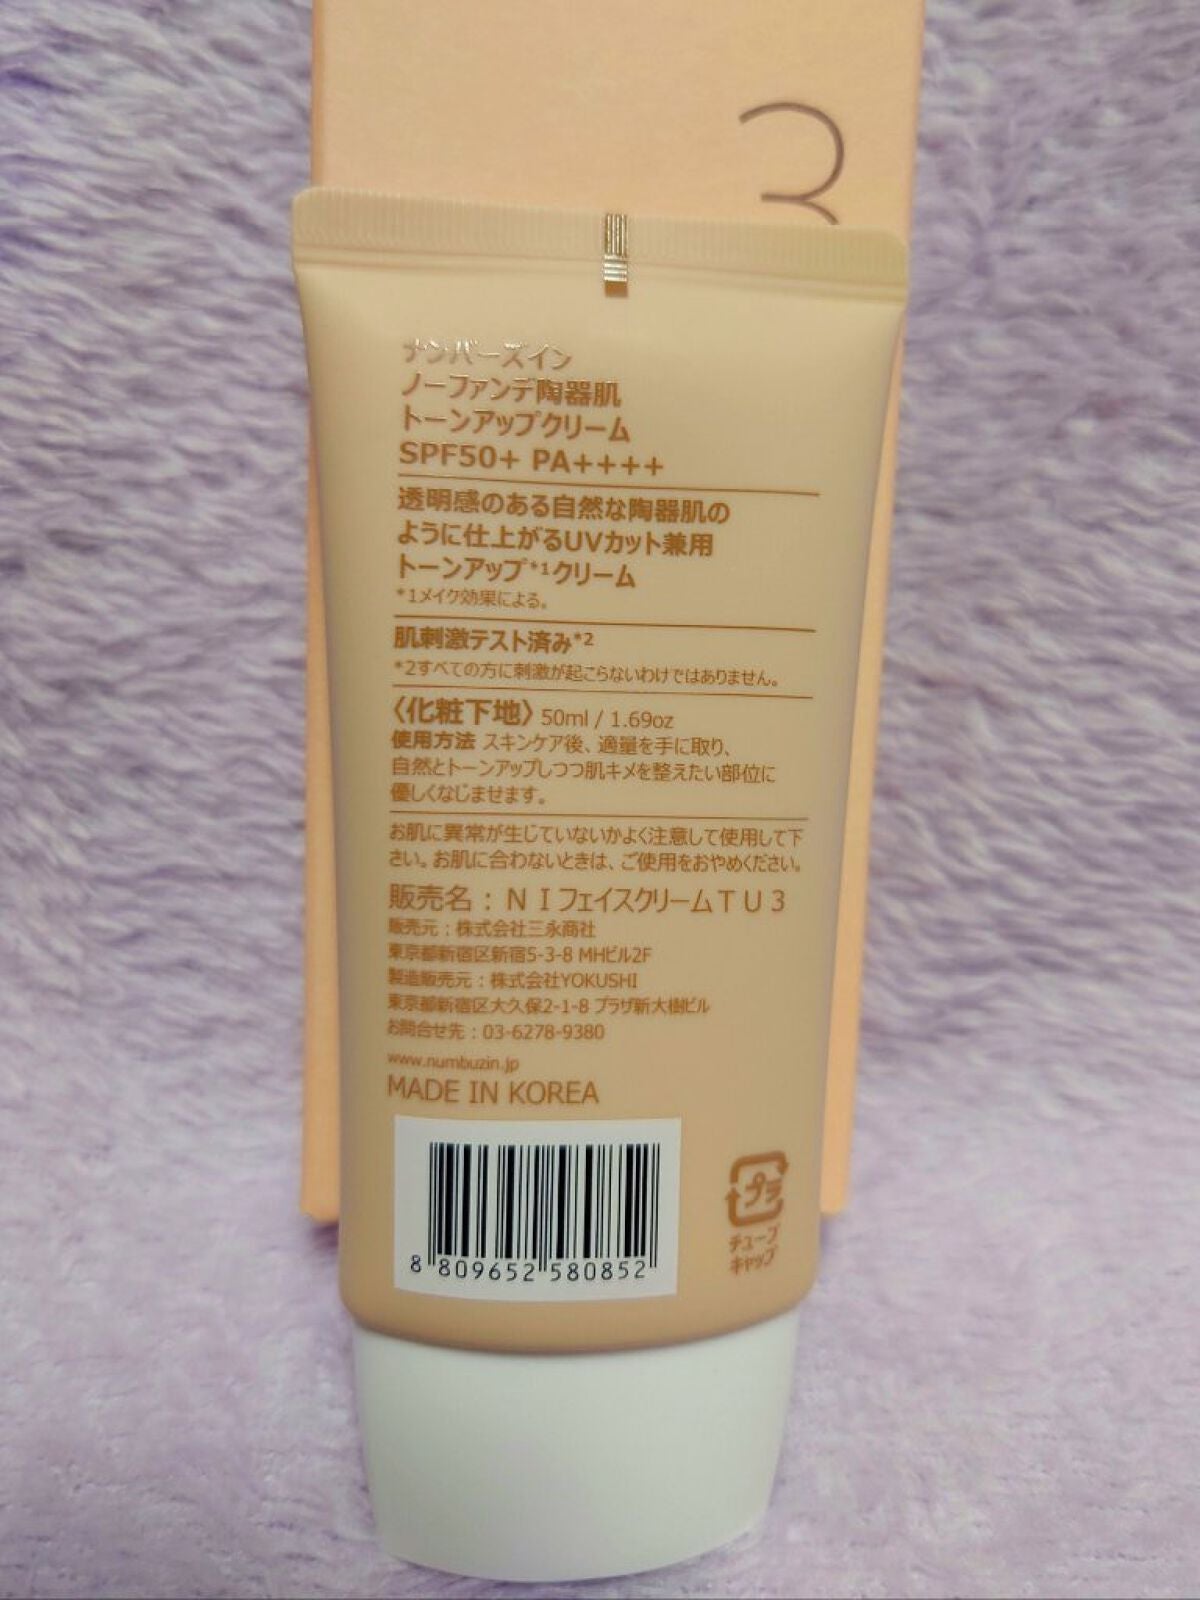 3
ナンバーズイン
ノーファンデ陶器肌
トーンアップクリーム
SPF50+ PA++++
透明感のある自然な陶器肌の
ように仕上がるUVカット兼用
トーンアップ*1クリーム
*1メイク効果による。
肌刺激テスト済み*2
*2すべての方に刺激が起こらないわけではありません。
〈化粧下地〉50ml / 1.69oz
使用方法 スキンケア後、適量を手に取り、
自然とトーンアップしつつ肌キメを整えたい部位に
優しくなじませます。
お肌に異常が生じていないかよく注意して使用して下
さい。お肌に合わないときは、ご使用をおやめください。
販売名：ＮＩフェイスクリームＴＵ３
販売元：株式会社三永商社
東京都新宿区新宿5-3-8 MHビル2F
製造販売元：株式会社YOKUSHI
東京都新宿区大久保2-1-8 プラザ新大樹ビル
お問合せ先：03-6278-9380
www.numbuzin.jp
MADE IN KOREA
8 809652 580852
プラ
チューブ
キャップ